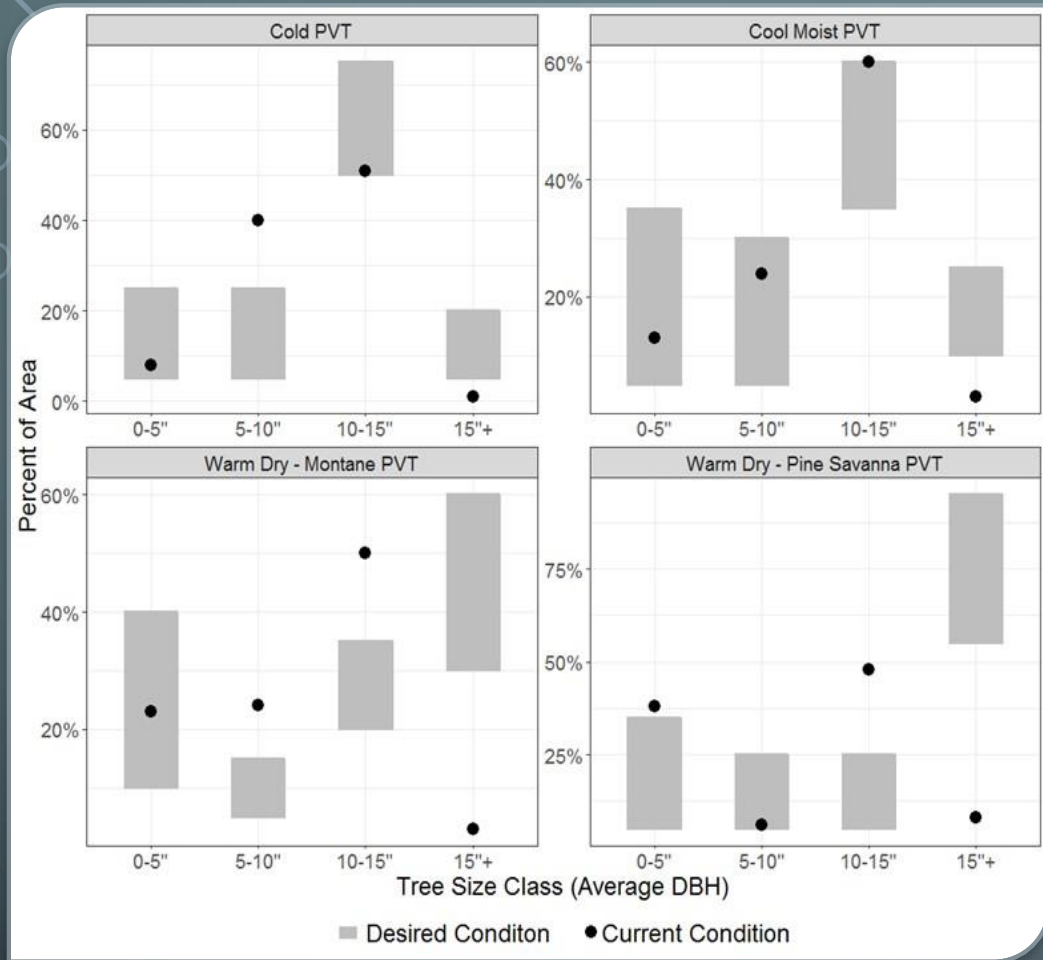 Cold PVT
Cool Moist PVT
60%
40%
20%
0%
60%
40%
20%
0-5" 5-10" 10-15" 15"+
0-5" 5-10" 10-15" 15"+
Percent of Area
Warm Dry - Montane PVT
Warm Dry - Pine Savanna PVT
60%
40%
20%
75%
50%
25%
0-5" 5-10" 10-15" 15"+
0-5" 5-10" 10-15" 15"+
Tree Size Class (Average DBH)
Desired Conditon Current Condition